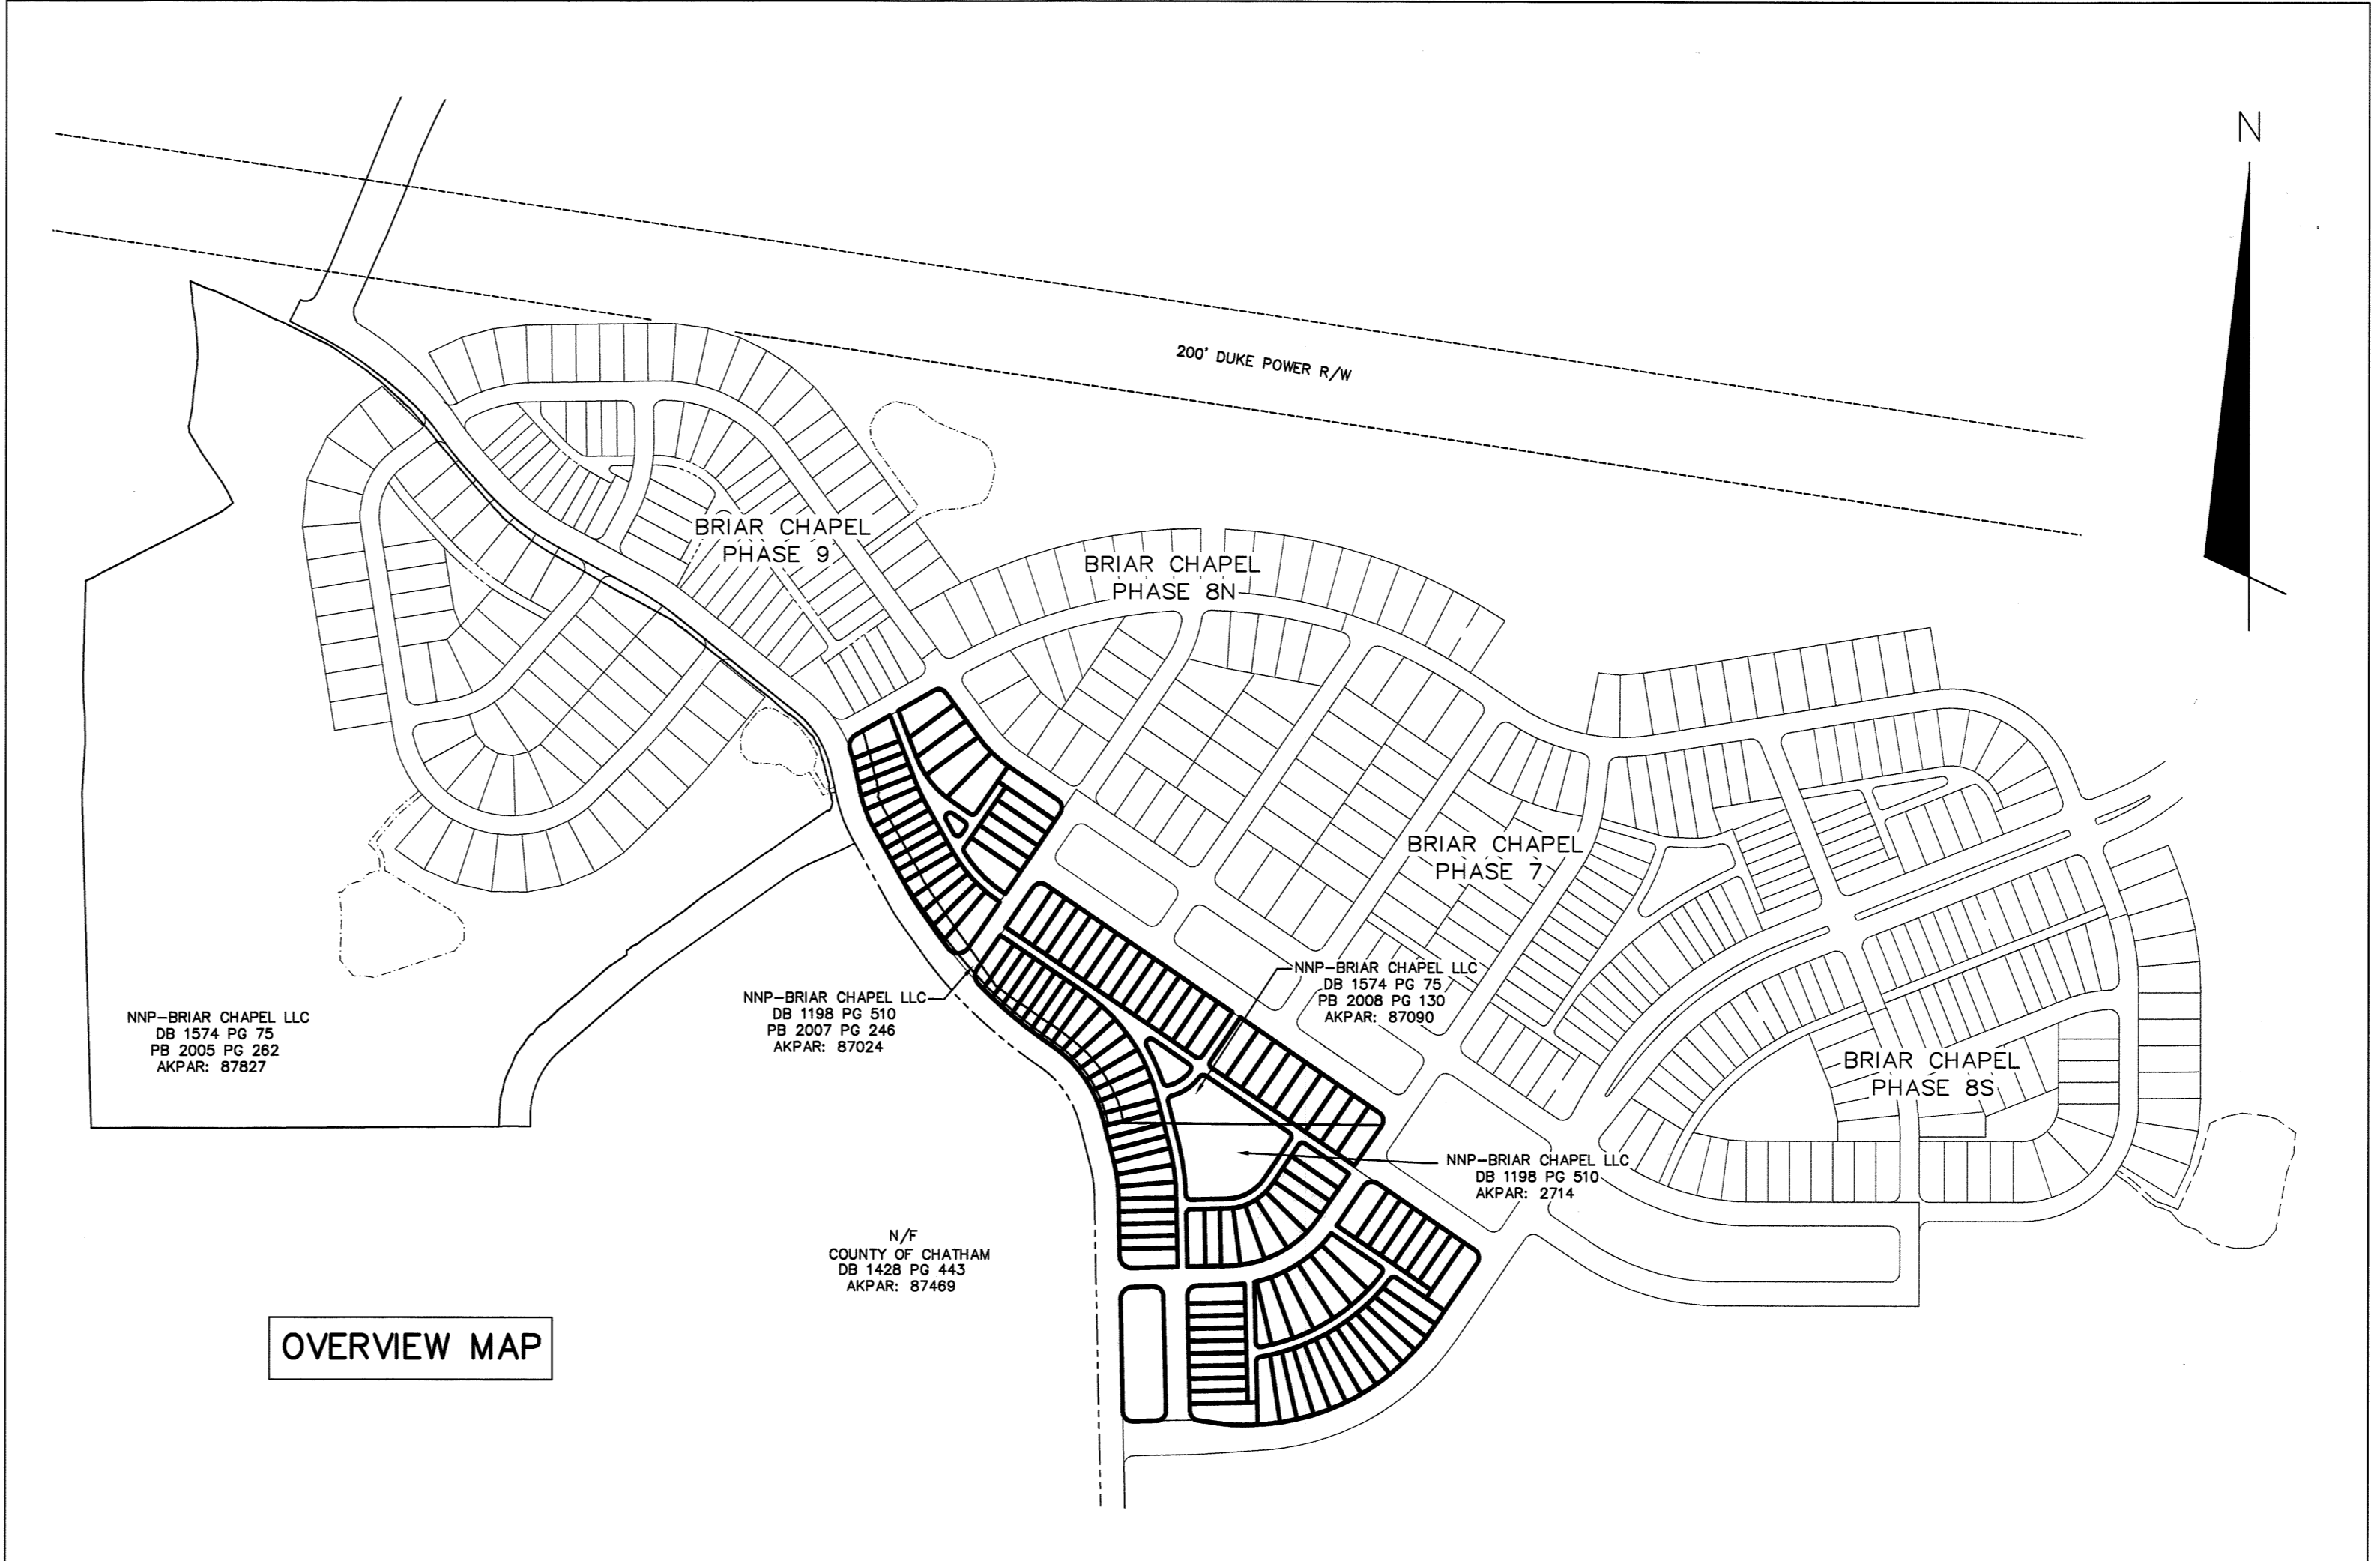 N
200' DUKE POWER R/W
BRIAR CHAPEL
PHASE 9
BRIAR CHAPEL
PHASE 8N
BRIAR CHAPEL
PHASE 7
NNP-BRIAR CHAPEL LLC
DB 1574 PG 75
PB 2008 PG 130
AKPAR: 87090
NNP-BRIAR CHAPEL LLC
DB 1198 PG 510
PB 2007 PG 246
AKPAR: 87024
NNP-BRIAR CHAPEL LLC
DB 1574 PG 75
PB 2005 PG 262
AKPAR: 87827
BRIAR CHAPEL
PHASE 8S
NNP-BRIAR CHAPEL LLC
DB 1198 PG 510
AKPAR: 2714
N/F
COUNTY OF CHATHAM
DB 1428 PG 443
AKPAR: 87469
OVERVIEW MAP